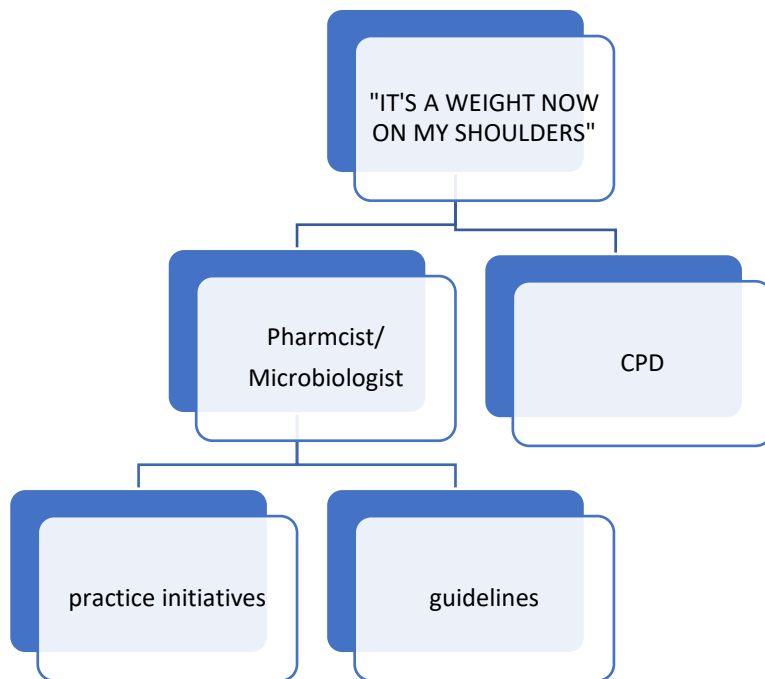 "IT'S A WEIGHT NOW
ON MY SHOULDERS"
Pharmcist/
Microbiologist
CPD
practice initiatives
guidelines